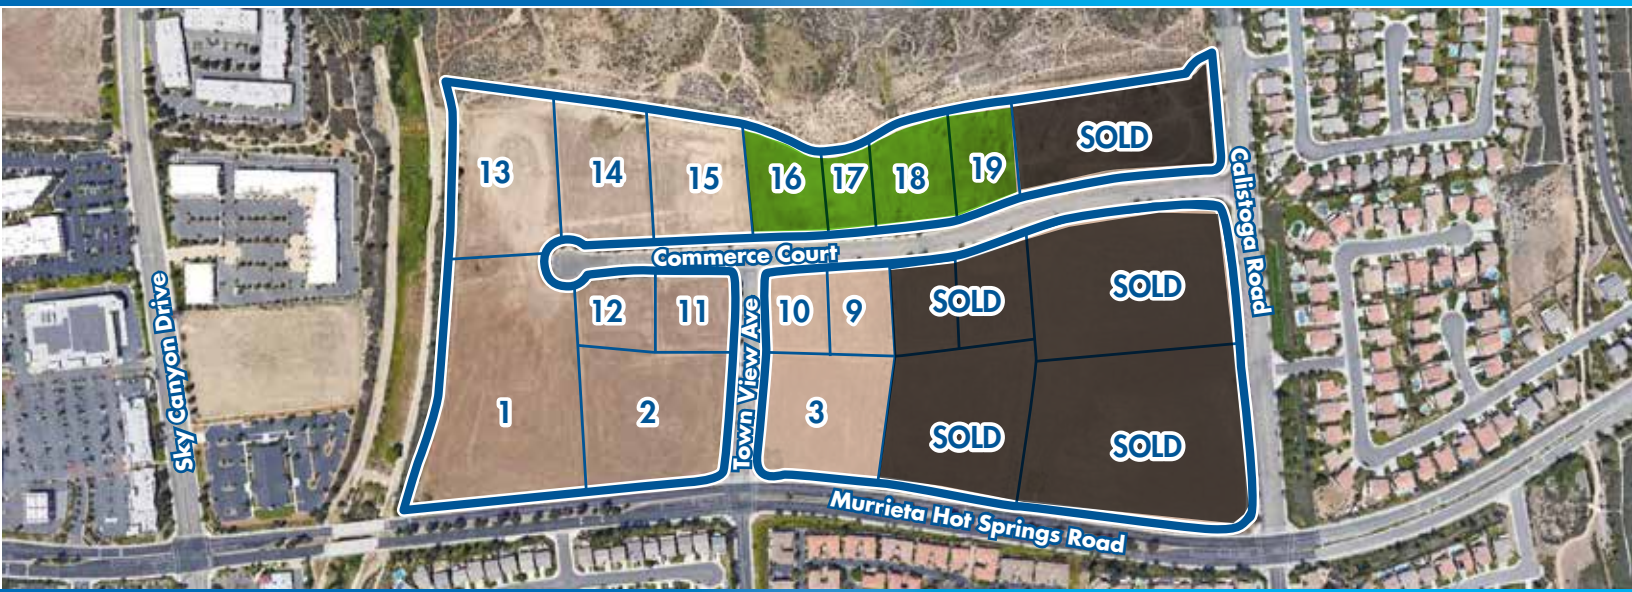 SOLD
13
14
15
16
17
18
19
Calistoga Road
Commerce Court
Sky Canyon Drive
12
11
Town View Ave
10
9
SOLD
SOLD
1
2
3
SOLD
SOLD
Murrieta Hot Springs Road